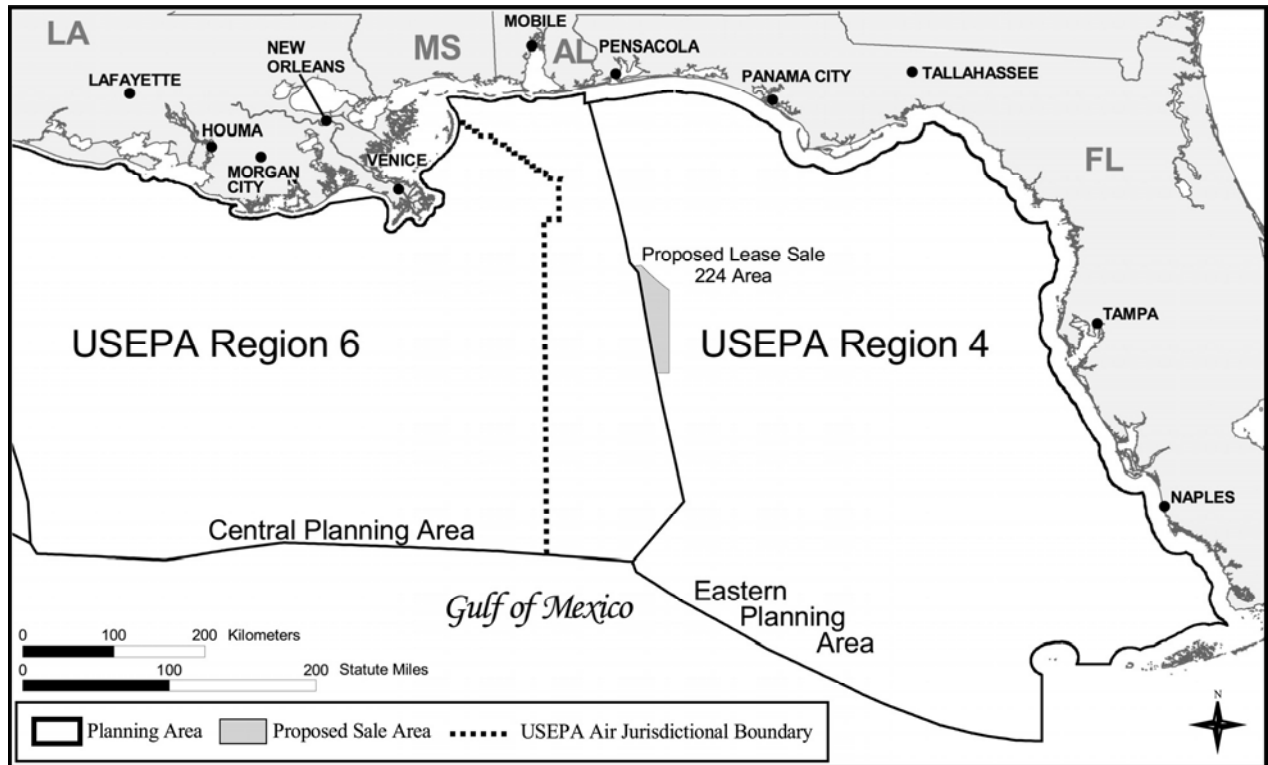 LA
MS
MOBILE
AL
PENSACOLA
NEW
ORLEANS
LAFAYETTE
PANAMA CITY
TALLAHASSEE
HOUMA
MORGAN
CITY
VENICE
FL
Proposed Lease Sale
224 Area
USEPA Region 6
USEPA Region 4
TAMPA
NAPLES
Central Planning Area
Gulf of Mexico
Eastern
Planning
Area
0 100 200 Kilometers
0 100 200 Statute Miles
N
Planning Area Proposed Sale Area USEPA Air Jurisdictional Boundary